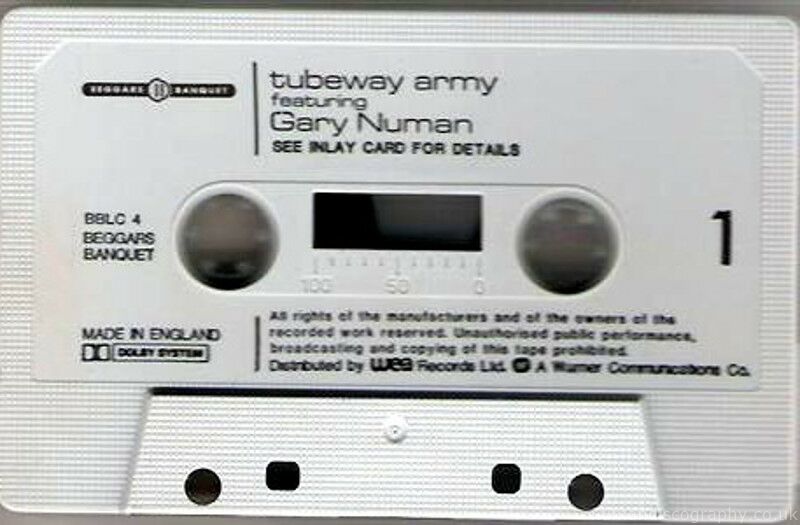 BEGGARS BANQUET
tubeway army
featuring
Gary Numan
SEE INLAY CARD FOR DETAILS
BBLC 4
BEGGARS
BANQUET
1
100 50 0
MADE IN ENGLAND
DOLBY SYSTEM
All rights of the manufacturers and of the owners of the
recorded work reserved. Unauthorised public performance,
broadcasting and copying of this tape prohibited.
Distributed by wea Records Ltd. A Warner Communications Co.
discography.co.uk